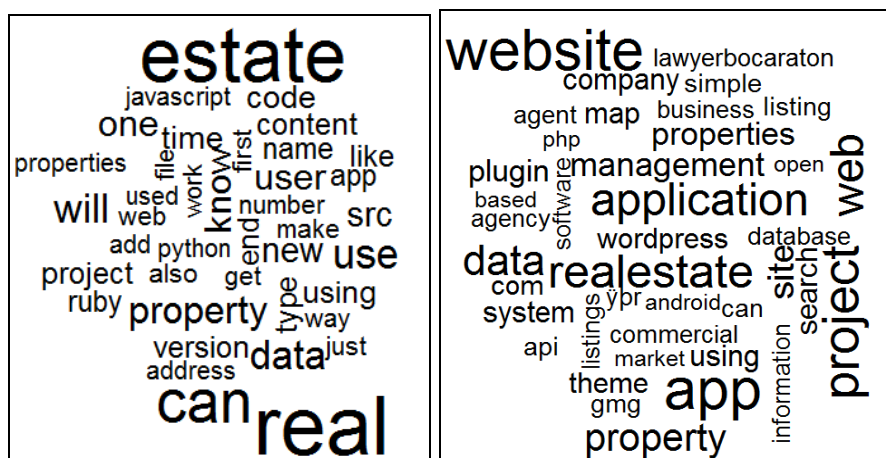 estate
javascript code
one time content
properties file work know first name like
user app
will used web number src
make
add python end new use
project also get
ruby property type using
way
version data just
address
can real
website lawyerbocaraton
company simple
agent map business listing
php properties
plugin management open web
based software application
agency
wordpress database
data realestate site search project
com ÿpr android can
system listings commercial
api market using information
theme app
gmg
property